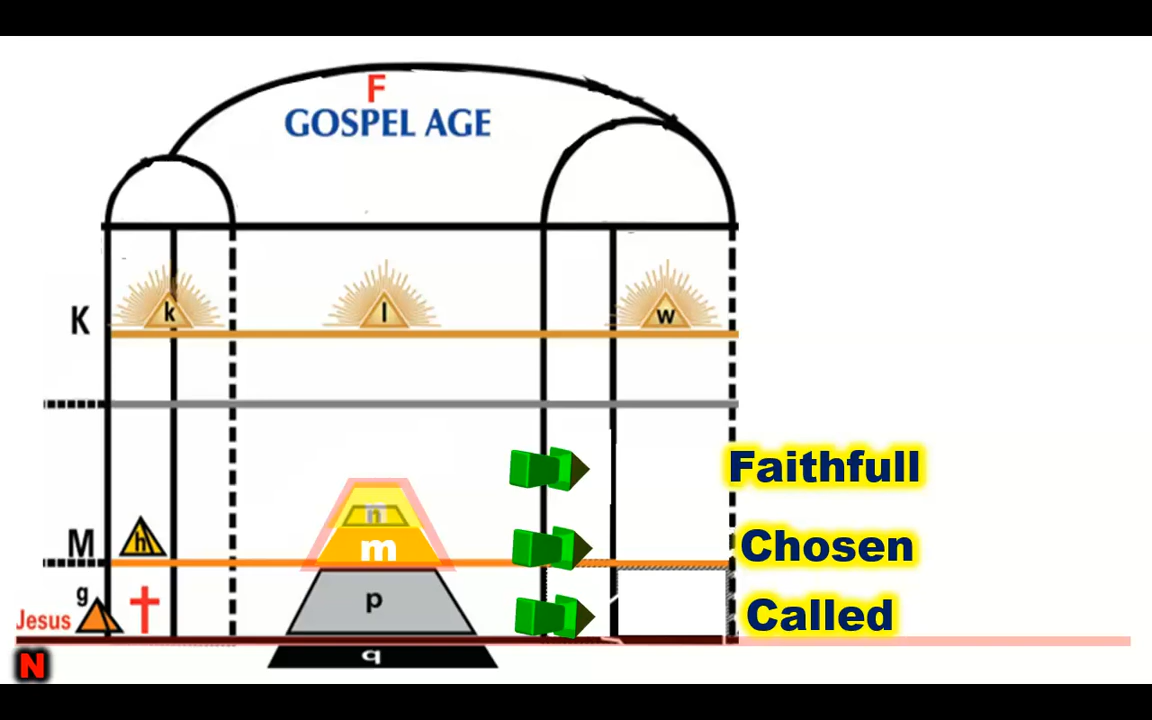 F
GOSPEL AGE
K
k
l
w
Faithfull
n
M
h
m
Chosen
g
Jesus
p
Called
N
q